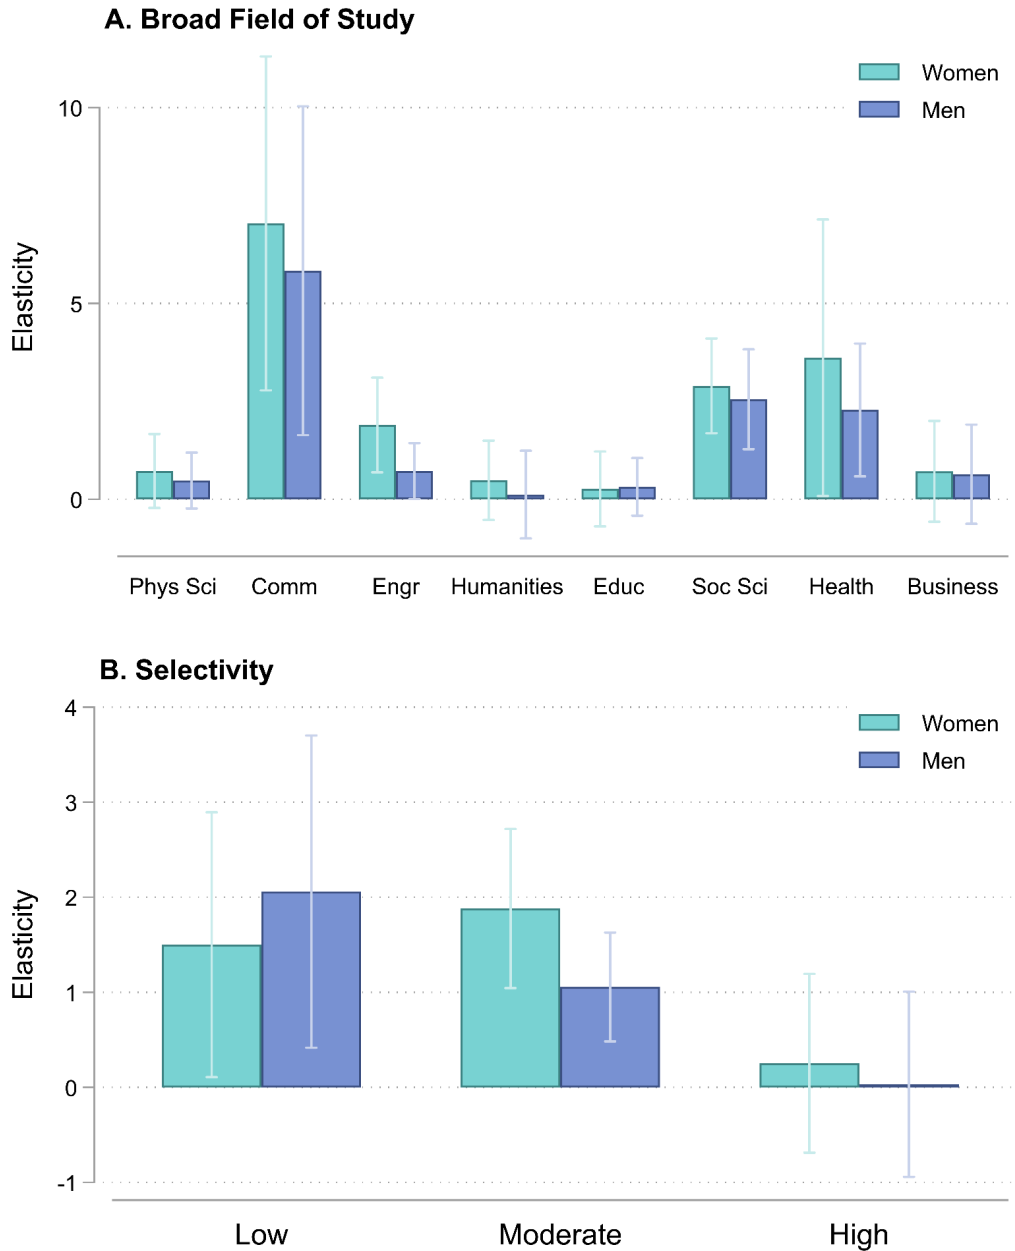 A. Broad Field of Study
Women
Men
10
5
0
Elasticity
Phys Sci Comm Engr Humanities Educ Soc Sci Health Business
B. Selectivity
Women
Men
4
3
2
1
0
-1
Elasticity
Low Moderate High